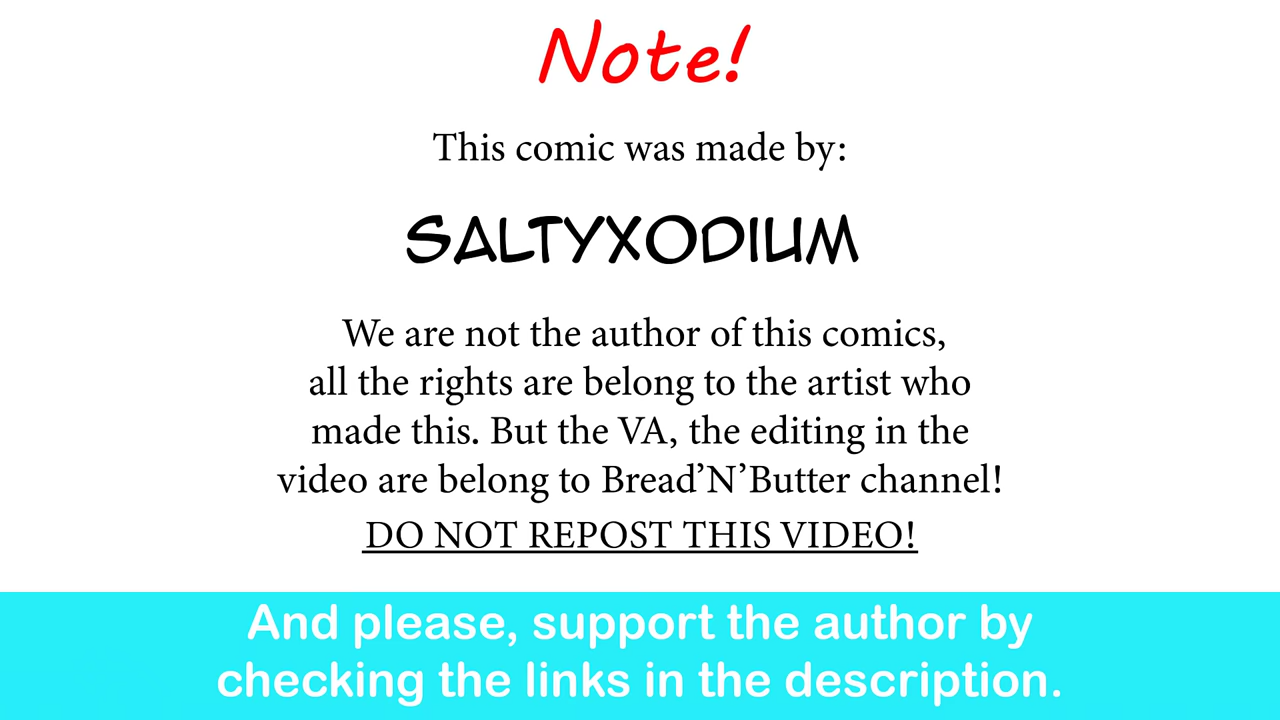 Note!
This comic was made by:
SALTYXODIUM
We are not the author of this comics,
all the rights are belong to the artist who
made this. But the VA, the editing in the
video are belong to Bread’N’Butter channel!
DO NOT REPOST THIS VIDEO!
And please, support the author by
checking the links in the description.